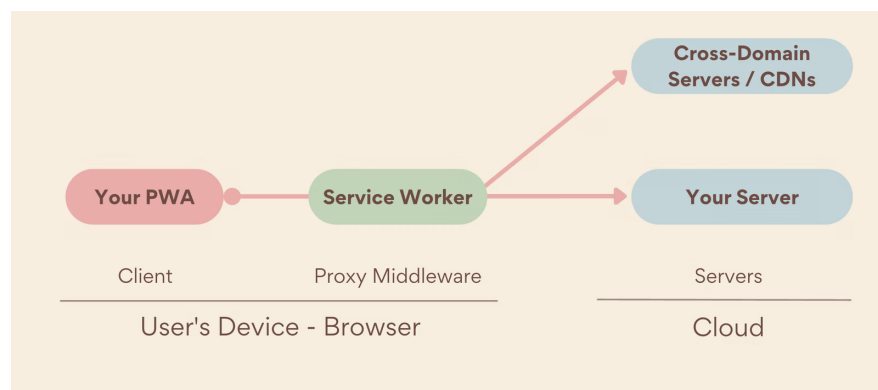 Cross-Domain
Servers / CDNs
Your PWA
Service Worker
Your Server
Client
Proxy Middleware
Servers
User's Device - Browser
Cloud